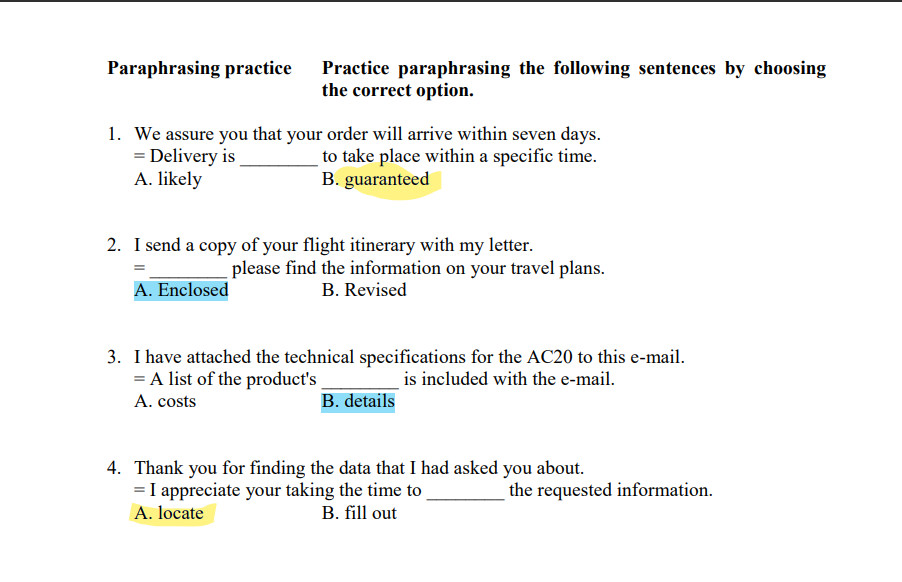 Paraphrasing practice Practice paraphrasing the following sentences by choosing
the correct option.
1. We assure you that your order will arrive within seven days.
= Delivery is ________ to take place within a specific time.
A. likely B. guaranteed
2. I send a copy of your flight itinerary with my letter.
= ________ please find the information on your travel plans.
A. Enclosed B. Revised
3. I have attached the technical specifications for the AC20 to this e-mail.
= A list of the product's ________ is included with the e-mail.
A. costs B. details
4. Thank you for finding the data that I had asked you about.
= I appreciate your taking the time to ________ the requested information.
A. locate B. fill out